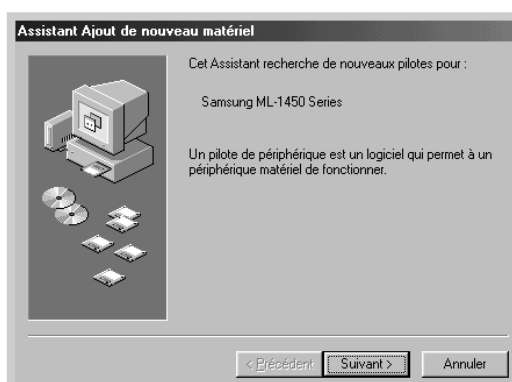 Assistant Ajout de nouveau matériel
Cet Assistant recherche de nouveaux pilotes pour :
Samsung ML-1450 Series
Un pilote de périphérique est un logiciel qui permet à un
périphérique matériel de fonctionner.
< Précédent Suivant > Annuler